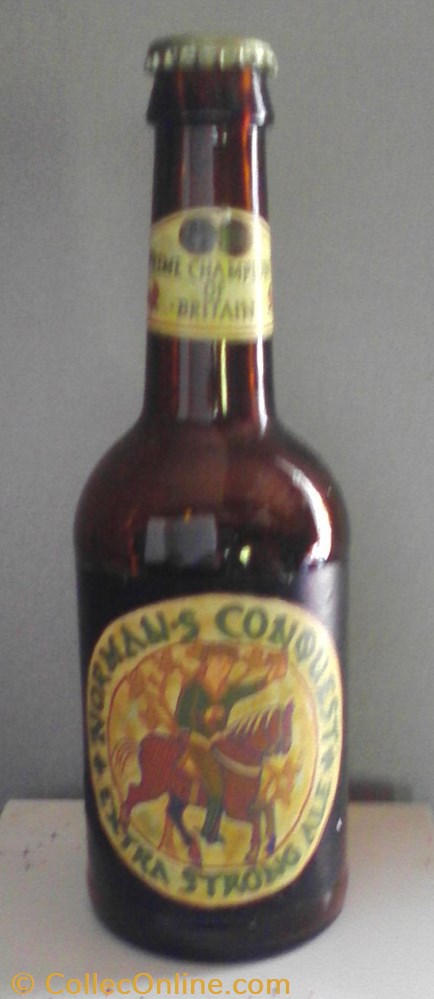 CHAMPION
OF
BRITAIN
NORMAN·S CONQUEST
EXTRA STRONG ALE
© CollecOnline.com